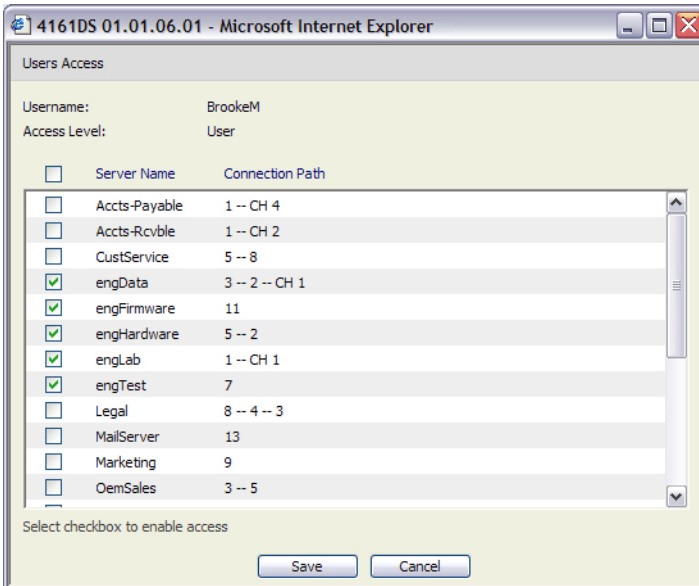 4161DS 01.01.06.01 - Microsoft Internet Explorer
Users Access
Username: BrookeM
Access Level: User
Server Name Connection Path
Accts-Payable 1 -- CH 4
Accts-Rcvble 1 -- CH 2
CustService 5 -- 8
engData 3 -- 2 -- CH 1
engFirmware 11
engHardware 5 -- 2
engLab 1 -- CH 1
engTest 7
Legal 8 -- 4 -- 3
MailServer 13
Marketing 9
OemSales 3 -- 5
Select checkbox to enable access
Save Cancel